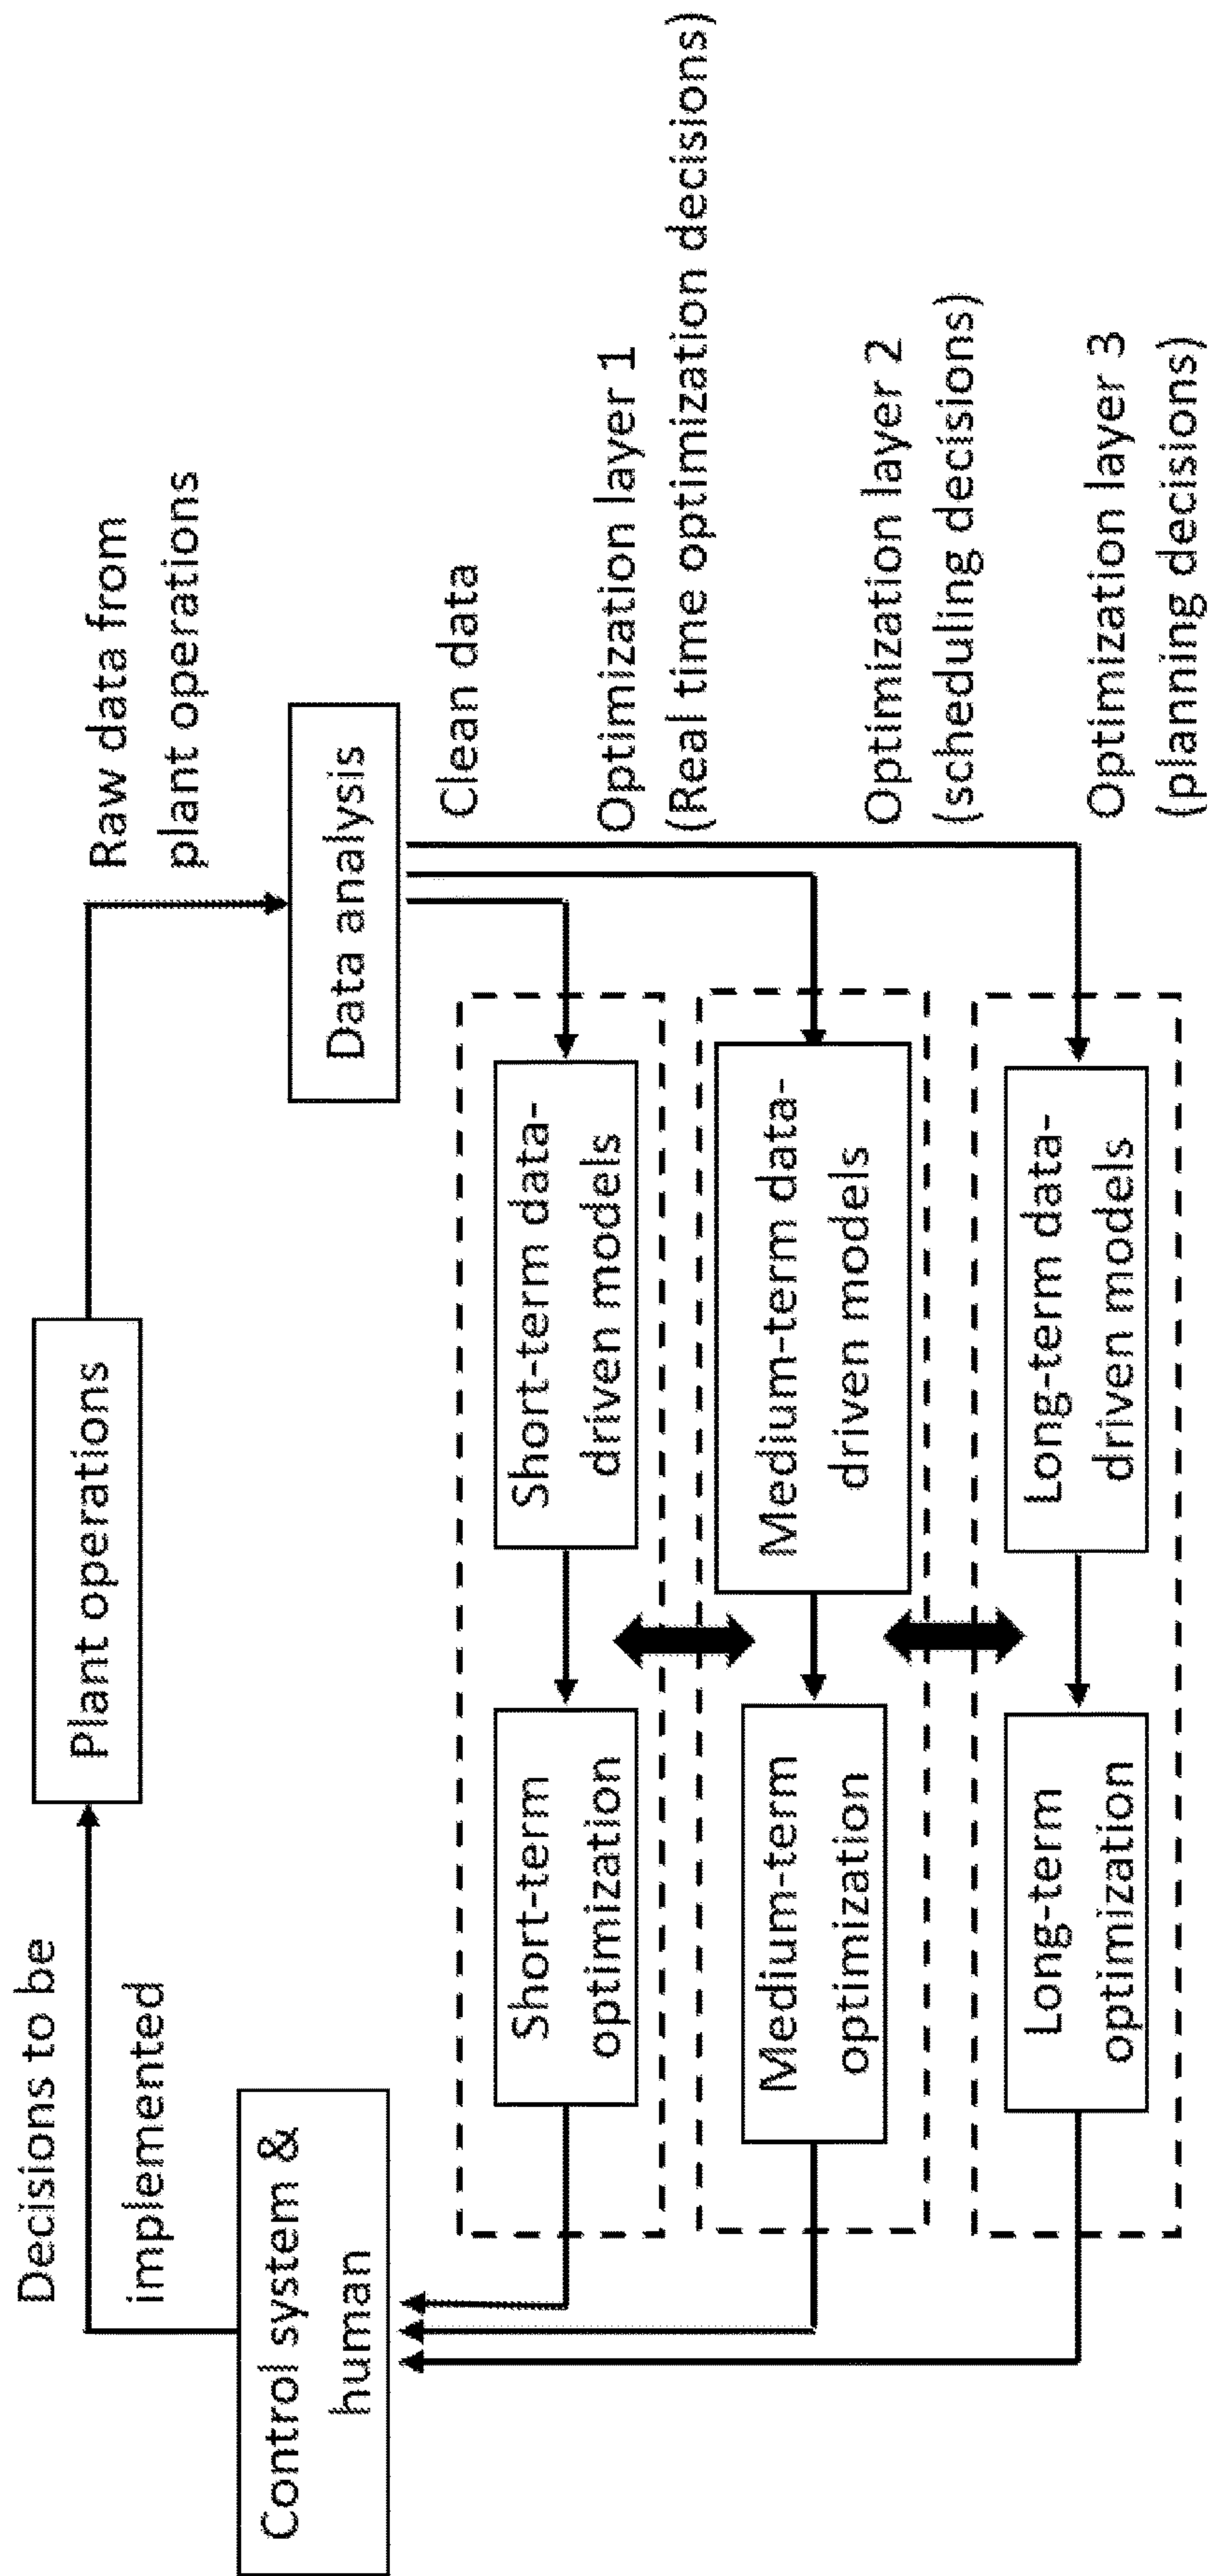 Decisions to be
implemented
Plant operations
Raw data from
plant operations
Control system &
human
Data analysis
Clean data
Short-term
optimization
Short-term data-
driven models
Optimization layer 1
(Real time optimization decisions)
Medium-term
optimization
Medium-term data-
driven models
Optimization layer 2
(scheduling decisions)
Long-term
optimization
Long-term data-
driven models
Optimization layer 3
(planning decisions)